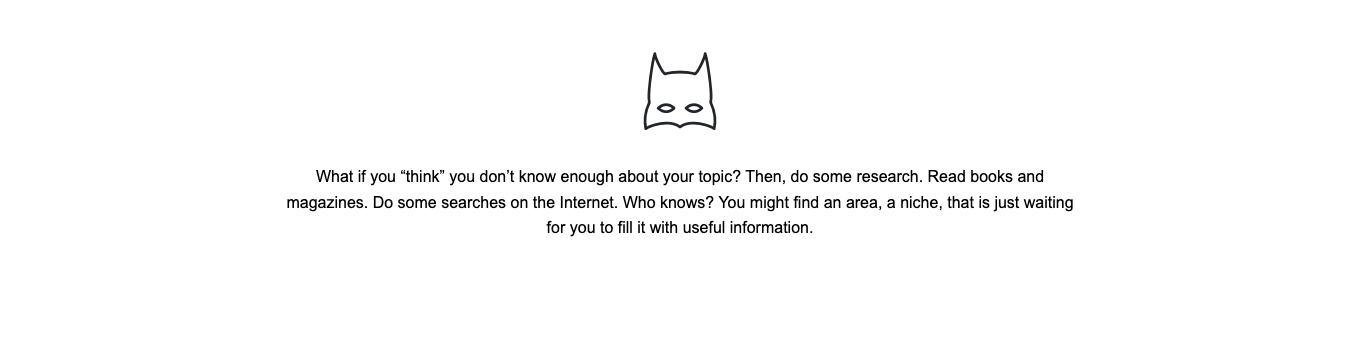 What if you “think” you don’t know enough about your topic? Then, do some research. Read books and
magazines. Do some searches on the Internet. Who knows? You might find an area, a niche, that is just waiting
for you to fill it with useful information.